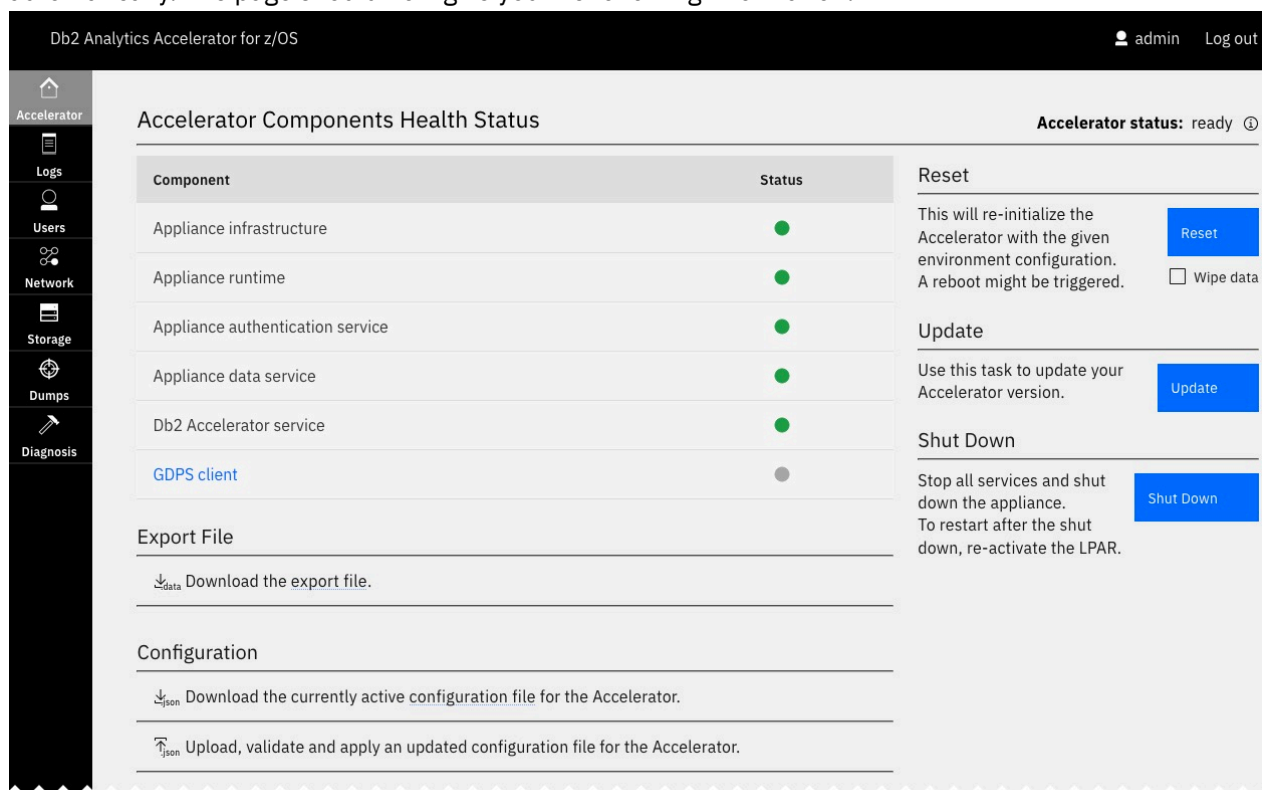 Db2 Analytics Accelerator for z/OS
admin Log out
Accelerator
Logs
Users
Network
Storage
Dumps
Diagnosis
Accelerator Components Health Status
Accelerator status: ready
Component Status
Appliance infrastructure
Appliance runtime
Appliance authentication service
Appliance data service
Db2 Accelerator service
GDPS client
Export File
data Download the export file.
Configuration
json Download the currently active configuration file for the Accelerator.
json Upload, validate and apply an updated configuration file for the Accelerator.
Reset
This will re-initialize the
Accelerator with the given
environment configuration.
A reboot might be triggered.
Reset
Wipe data
Update
Use this task to update your
Accelerator version.
Update
Shut Down
Stop all services and shut
down the appliance.
To restart after the shut
down, re-activate the LPAR.
Shut Down